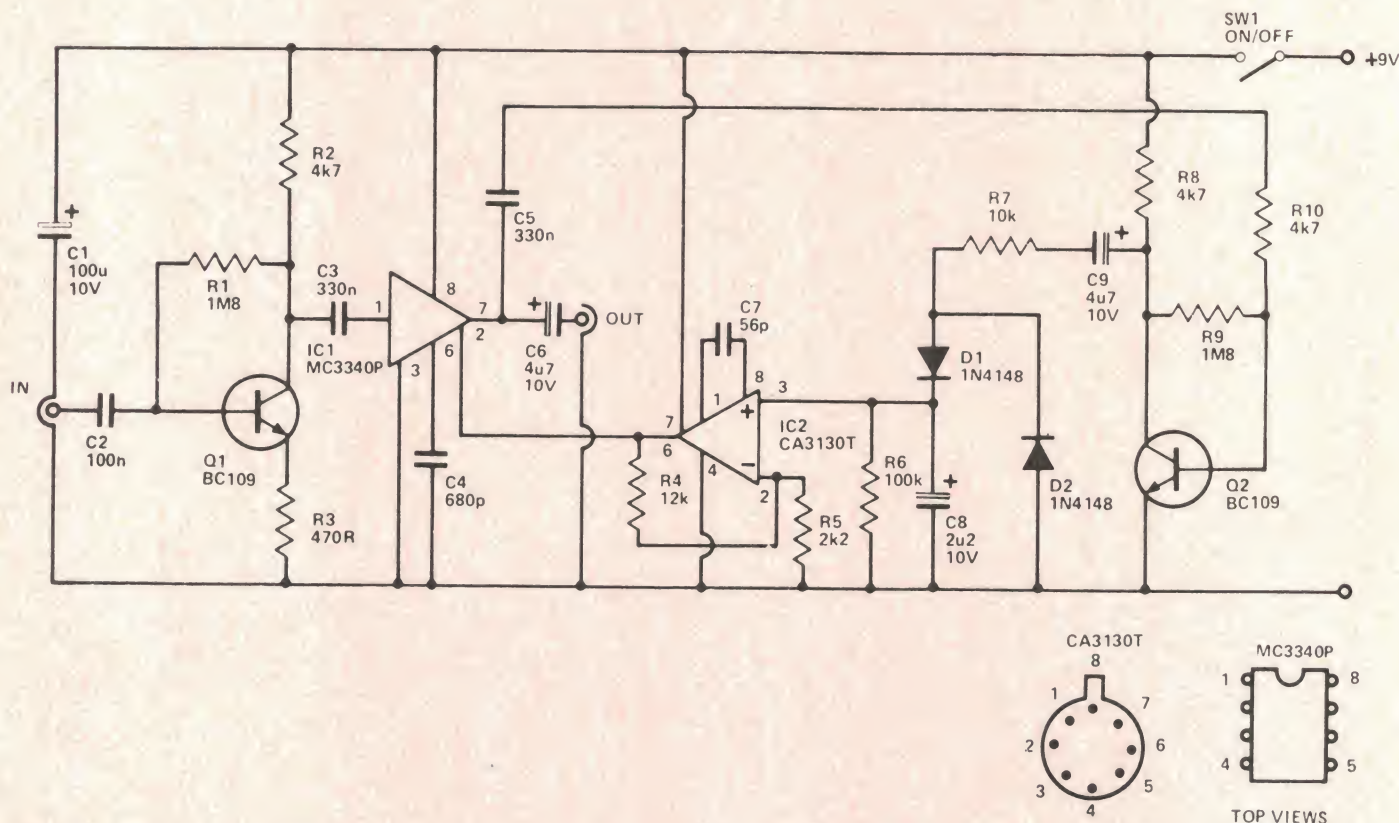 SW1
ON/OFF
+9V
R2
4k7
+
C1
100u
10V
R1
1M8
C3
330n
C5
330n
R7
10k
+
C9
4u7
10V
R8
4k7
R10
4k7
R9
1M8
1
8
7
2
6
3
IC1
MC3340P
+
C6
4u7
10V
OUT
C7
56p
8
1
3
+
IC2
CA3130T
7
6
4
–
2
D1
1N4148
IN
C2
100n
Q1
BC109
C4
680p
R3
470R
R4
12k
R5
2k2
R6
100k
+
C8
2u2
10V
D2
1N4148
Q2
BC109
CA3130T
8
1
7
2
6
3
5
4
MC3340P
1
8
4
5
TOP VIEWS